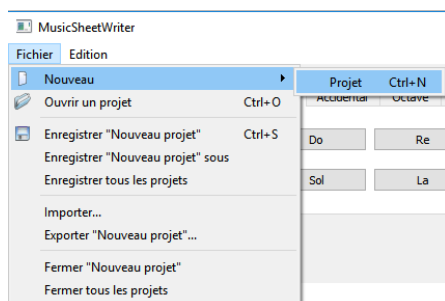 MusicSheetWriter
Fichier Edition
Nouveau
Projet Ctrl+N
Accidental Octave
Ouvrir un projet Ctrl+O
Enregistrer "Nouveau projet" Ctrl+S
Do Re
Enregistrer "Nouveau projet" sous
Enregistrer tous les projets
Sol La
Importer...
Exporter "Nouveau projet"...
Fermer "Nouveau projet"
Fermer tous les projets